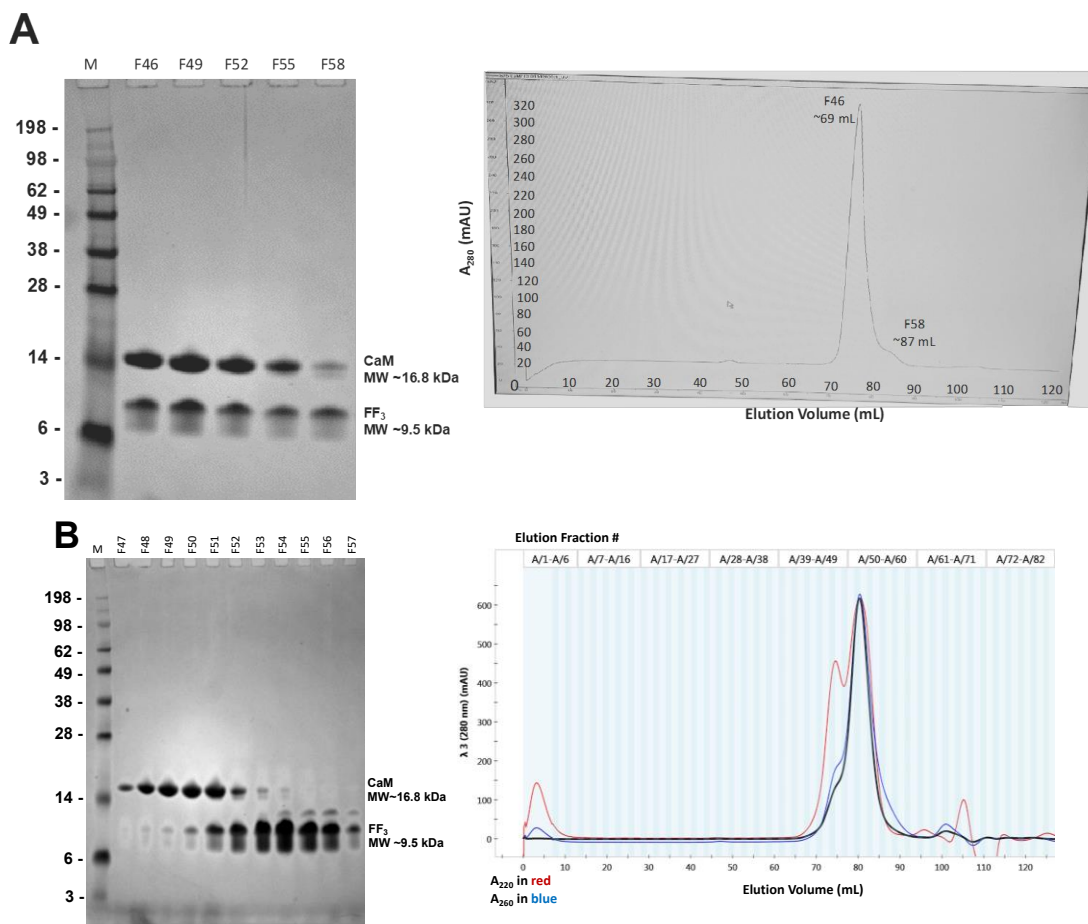 A
M F46 F49 F52 F55 F58
198 -
98 -
62 -
49 -
38 -
28 -
14 -
6 -
3 -
CaM
MW ~16.8 kDa
FF₃
MW ~9.5 kDa
A₂₈₀ (mAU)
320
300
280
260
240
220
200
180
160
140
120
100
80
60
40
20
0 10 20 30 40 50 60 70 80 90 100 110 120
F46
~69 mL
F58
~87 mL
Elution Volume (mL)
B
M F47 F48 F49 F50 F51 F52 F53 F54 F55 F56 F57
198 -
98 -
62 -
49 -
38 -
28 -
14 -
6 -
3 -
CaM
MW~16.8 kDa
FF₃
MW ~9.5 kDa
Elution Fraction #
A/1-A/6 A/7-A/16 A/17-A/27 A/28-A/38 A/39-A/49 A/50-A/60 A/61-A/71 A/72-A/82
λ 3 (280 nm) (mAU)
600
500
400
300
200
100
0
0 10 20 30 40 50 60 70 80 90 100 110 120
A₂₂₀ in red
A₂₆₀ in blue
Elution Volume (mL)